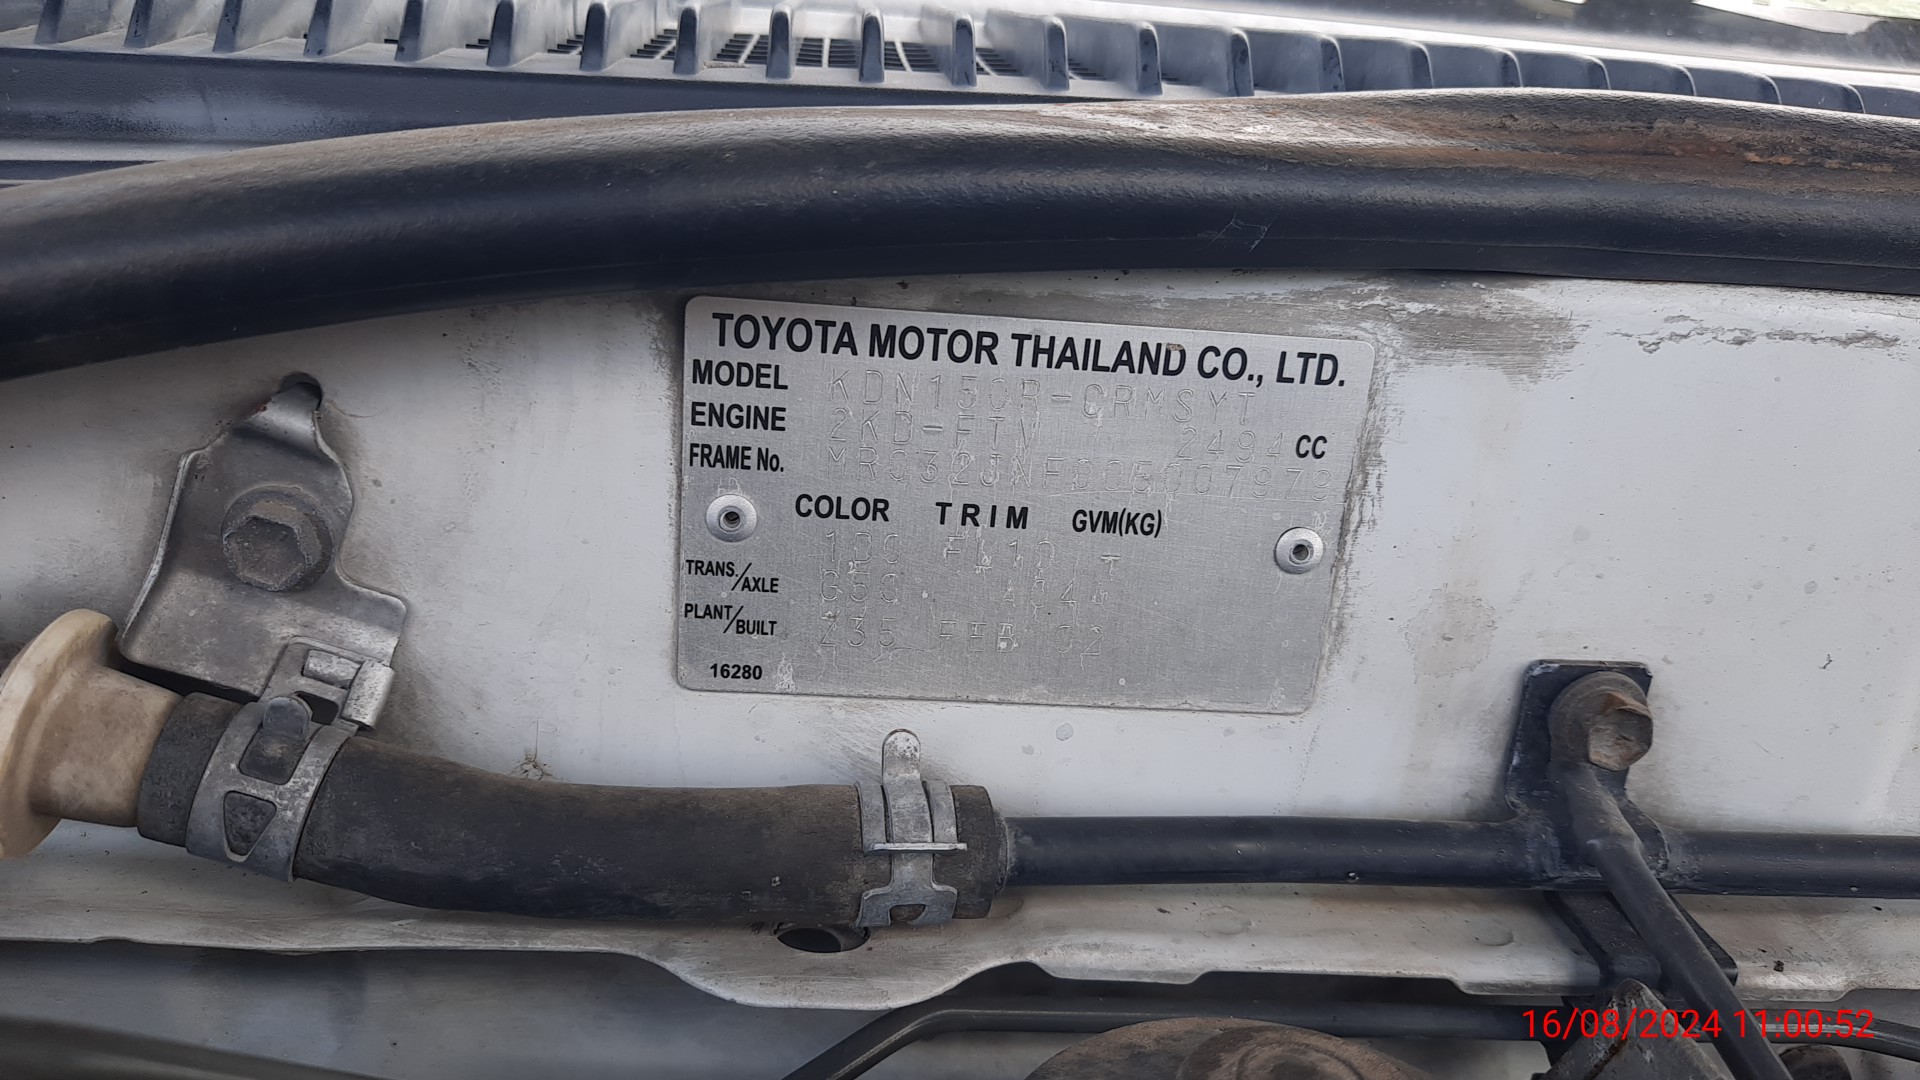 TOYOTA MOTOR THAILAND CO., LTD.
MODEL KDN150R-CRMSYT
ENGINE 2KD-FTV 2494 CC
FRAME No.
COLOR TRIM GVM(KG)
TRANS./AXLE
PLANT/BUILT Z35 FEB 02
16280
16/08/2024 11:00:52